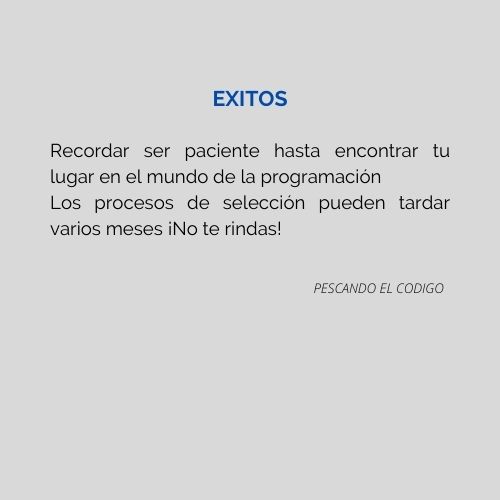 EXITOS
Recordar ser paciente hasta encontrar tu
lugar en el mundo de la programación
Los procesos de selección pueden tardar
varios meses ¡No te rindas!
PESCANDO EL CODIGO